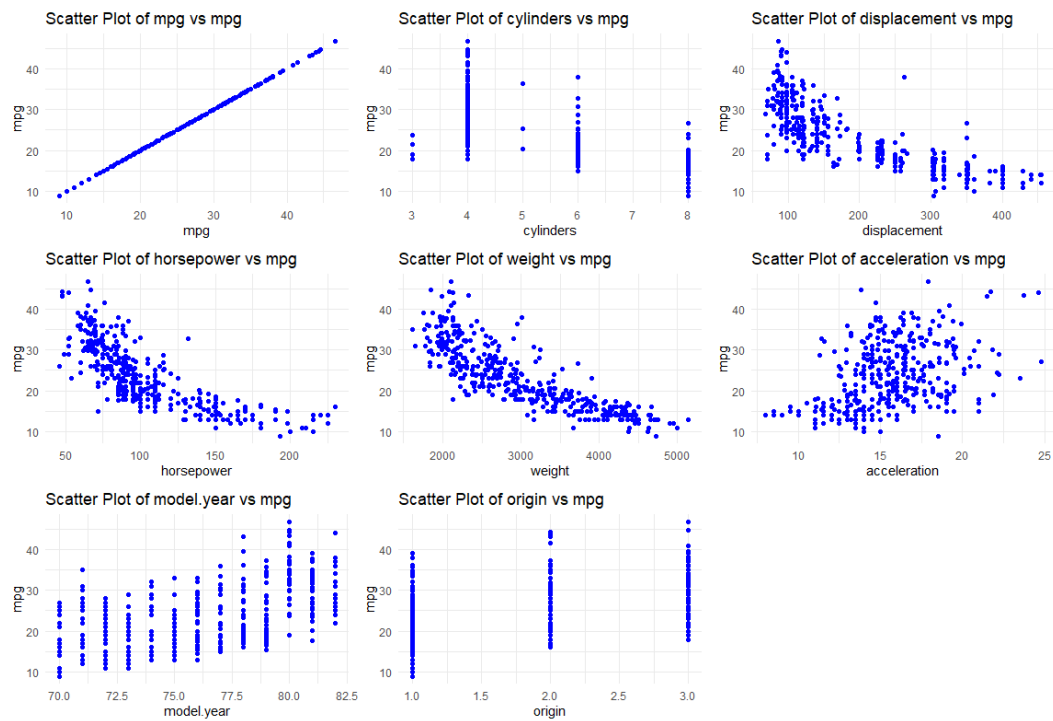 Scatter Plot of mpg vs mpg
40
30
20
10
mpg
10
20
30
40
mpg
Scatter Plot of cylinders vs mpg
40
30
20
10
mpg
3
4
5
6
7
8
cylinders
Scatter Plot of displacement vs mpg
40
30
20
10
mpg
100
200
300
400
displacement
Scatter Plot of horsepower vs mpg
40
30
20
10
mpg
50
100
150
200
horsepower
Scatter Plot of weight vs mpg
40
30
20
10
mpg
2000
3000
4000
5000
weight
Scatter Plot of acceleration vs mpg
40
30
20
10
mpg
10
15
20
25
acceleration
Scatter Plot of model.year vs mpg
40
30
20
10
mpg
70.0
72.5
75.0
77.5
80.0
82.5
model.year
Scatter Plot of origin vs mpg
40
30
20
10
mpg
1.0
1.5
2.0
2.5
3.0
origin